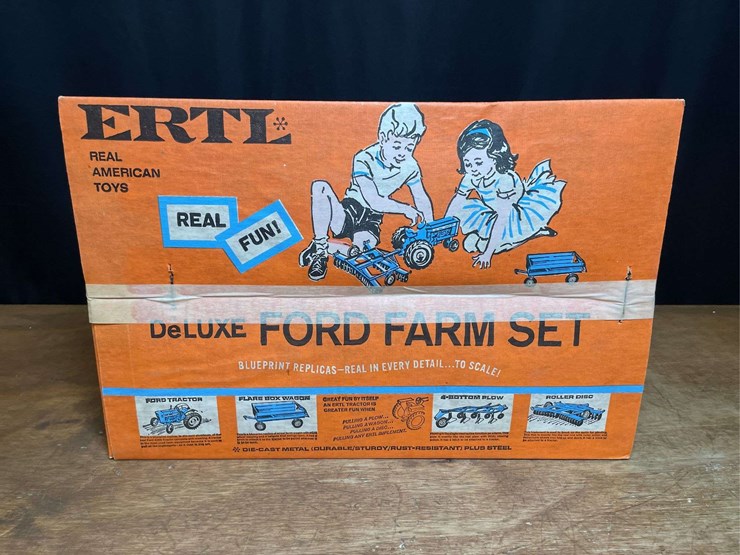 ERTL*
REAL
AMERICAN
TOYS
REAL
FUN!
DeLUXE FORD FARM SET
BLUEPRINT REPLICAS—REAL IN EVERY DETAIL...TO SCALE!
FORD TRACTOR
FLARE BOX WAGON
GREAT FUN BY ITSELF
AN ERTL TRACTOR IS
GREATER FUN WHEN
PULLING A PLOW...
PULLING A WAGON...
PULLING A DISC...
PULLING ANY ERTL IMPLEMENT.
4-BOTTOM PLOW
ROLLER DISC
* DIE-CAST METAL (DURABLE/STURDY/RUST-RESISTANT) PLUS STEEL